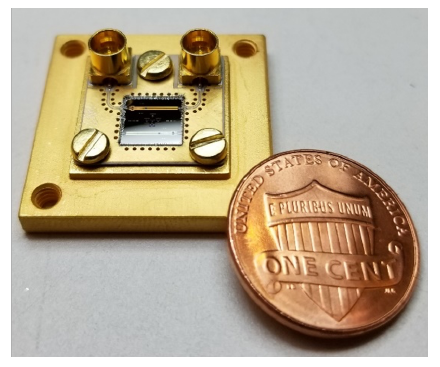 UNITED STATES OF AMERICA
E PLURIBUS UNUM
ONE CENT